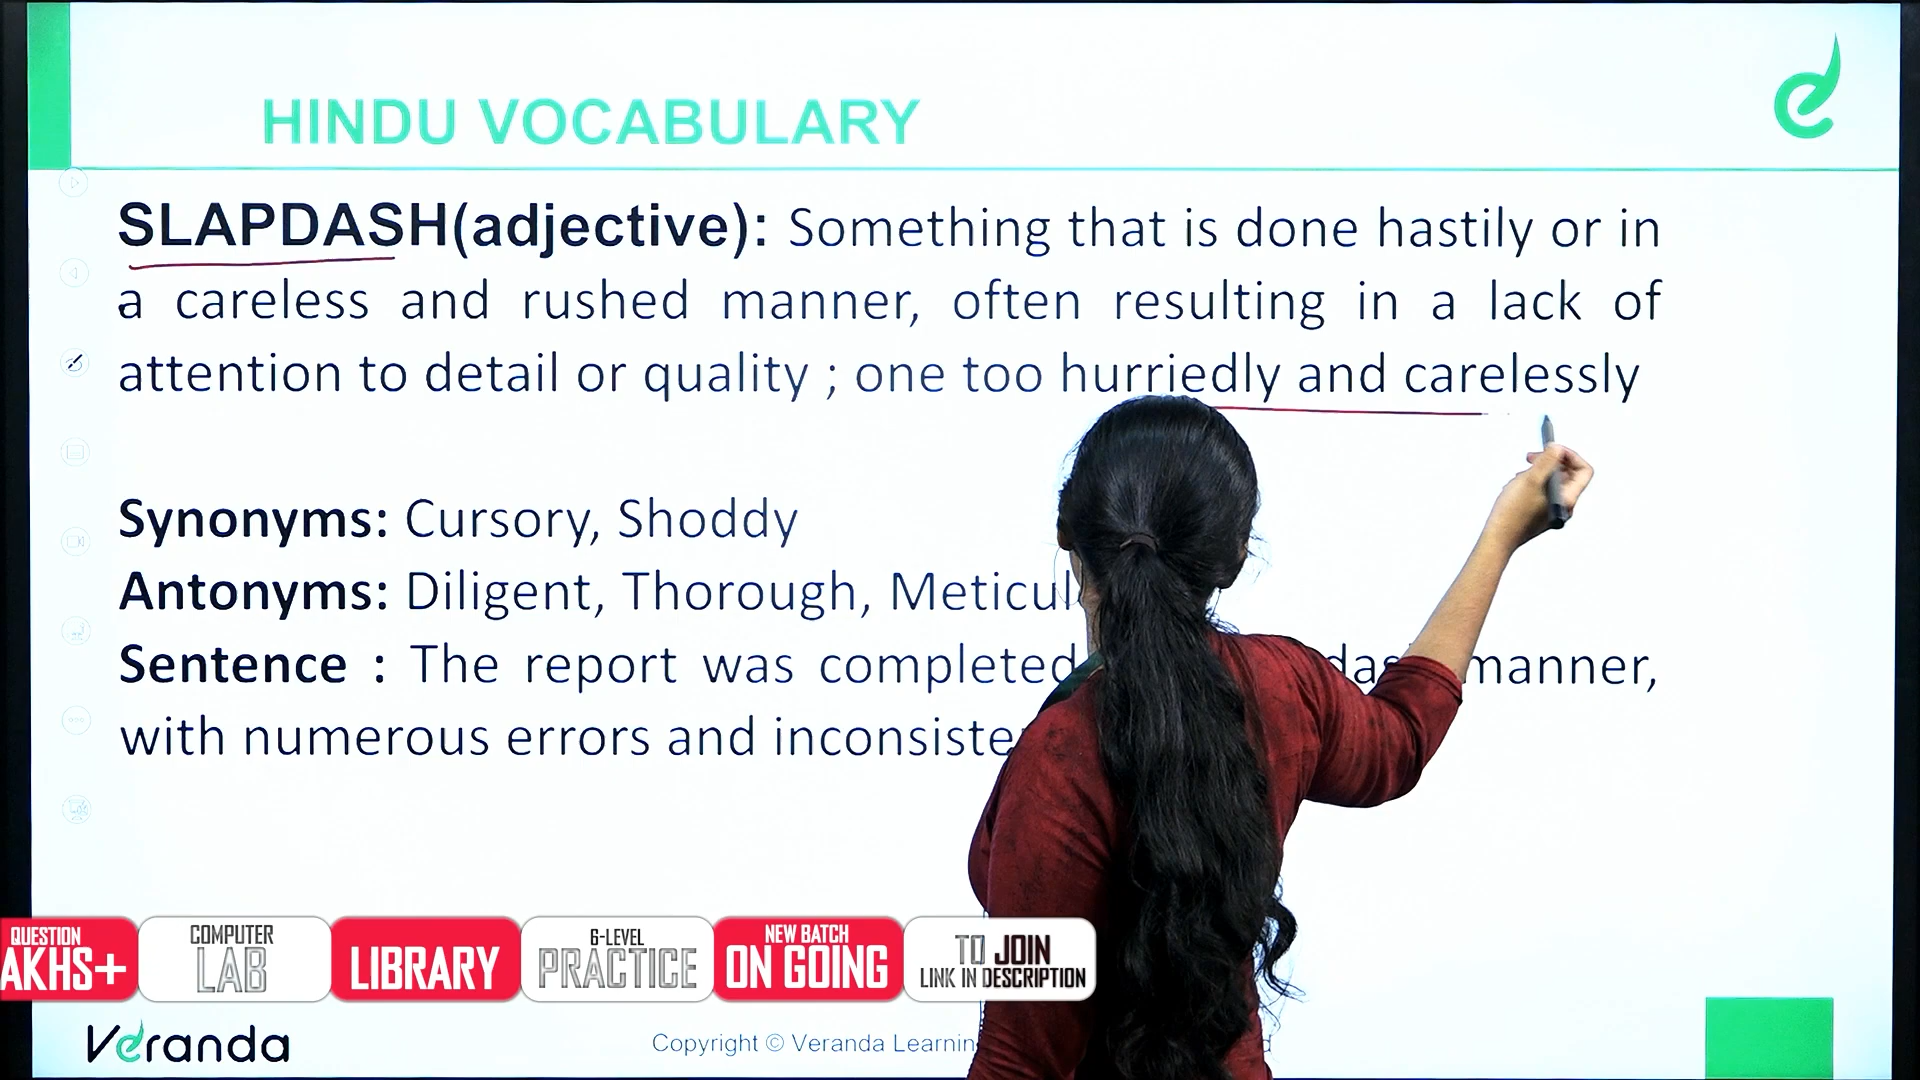 HINDU VOCABULARY
SLAPDASH(adjective): Something that is done hastily or in
a careless and rushed manner, often resulting in a lack of
attention to detail or quality ; one too hurriedly and carelessly
Synonyms: Cursory, Shoddy
Antonyms: Diligent, Thorough,
Sentence : The report was completed manner,
with numerous errors and
QUESTION
AKHS+
COMPUTER
LAB
LIBRARY
6-LEVEL
PRACTICE
NEW BATCH
ON GOING
TO JOIN
LINK IN DESCRIPTION
Veranda
Copyright © Veranda